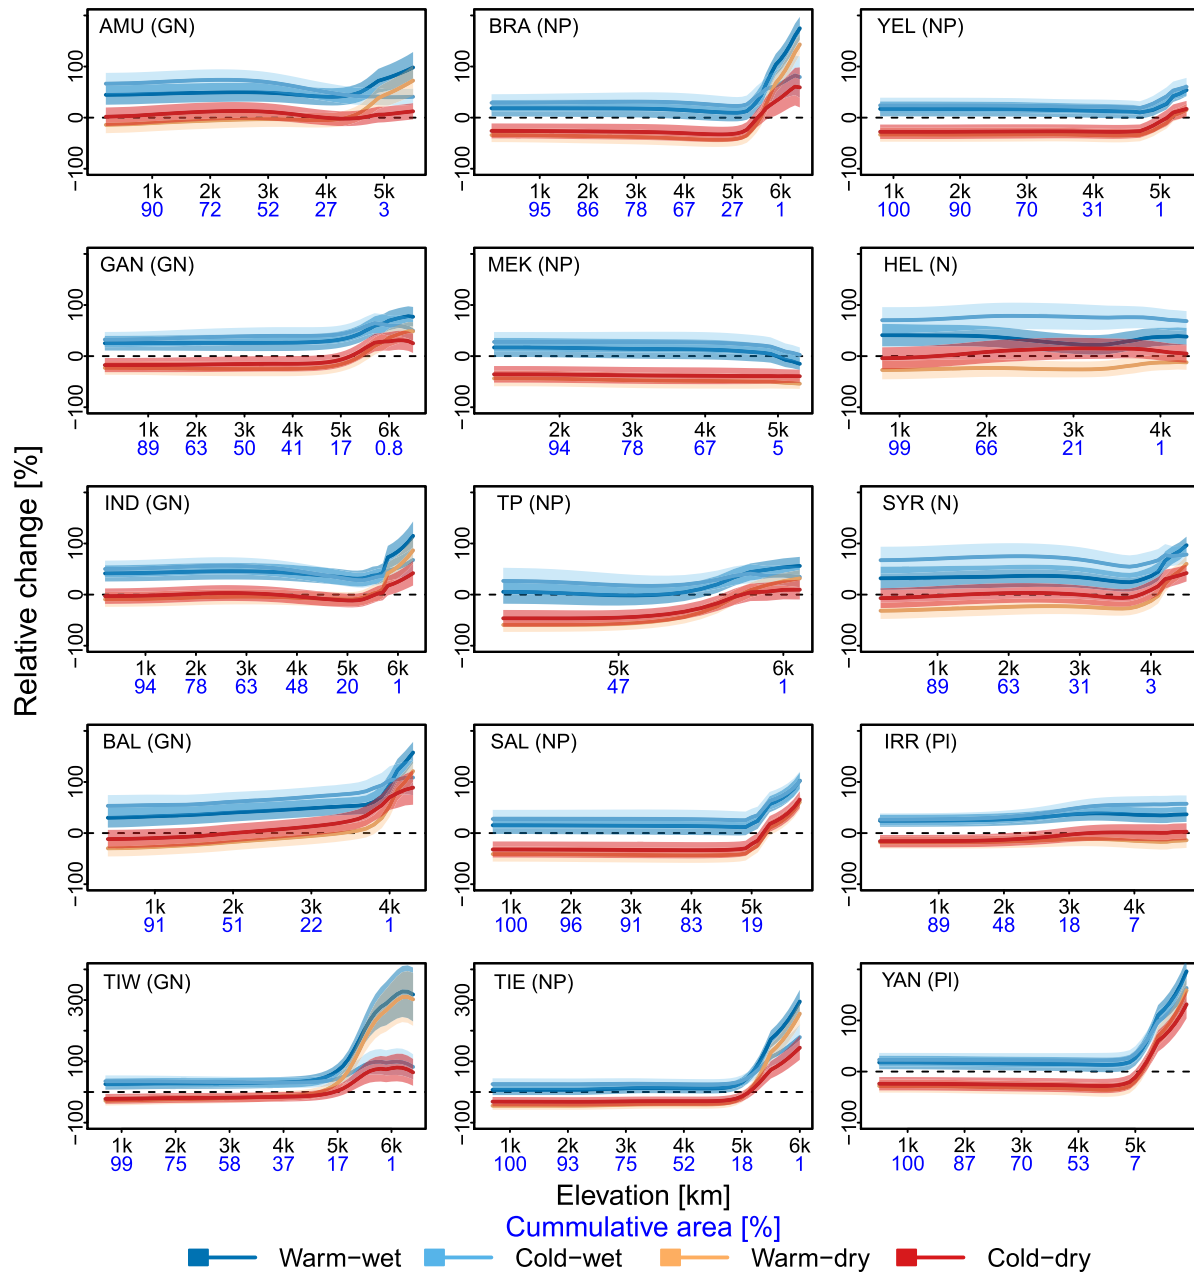 AMU (GN)
100
0
−100
1k 2k 3k 4k 5k
90 72 52 27 3
BRA (NP)
100
0
−100
1k 2k 3k 4k 5k 6k
95 86 78 67 27 1
YEL (NP)
100
0
−100
1k 2k 3k 4k 5k
100 90 70 31 1
GAN (GN)
100
0
−100
1k 2k 3k 4k 5k 6k
89 63 50 41 17 0.8
MEK (NP)
100
0
−100
2k 3k 4k 5k
94 78 67 5
HEL (N)
100
0
−100
1k 2k 3k 4k
99 66 21 1
Relative change [%]
IND (GN)
100
0
−100
1k 2k 3k 4k 5k 6k
94 78 63 48 20 1
TP (NP)
100
0
−100
5k 6k
47 1
SYR (N)
100
0
−100
1k 2k 3k 4k
89 63 31 3
BAL (GN)
100
0
−100
1k 2k 3k 4k
91 51 22 1
SAL (NP)
100
0
−100
1k 2k 3k 4k 5k
100 96 91 83 19
IRR (PI)
100
0
−100
1k 2k 3k 4k
89 48 18 7
TIW (GN)
300
100
−100
1k 2k 3k 4k 5k 6k
99 75 58 37 17 1
TIE (NP)
300
100
−100
1k 2k 3k 4k 5k 6k
100 93 75 52 18 1
YAN (PI)
100
0
−100
1k 2k 3k 4k 5k
100 87 70 53 7
Elevation [km]
Cummulative area [%]
Warm−wet Cold−wet Warm−dry Cold−dry